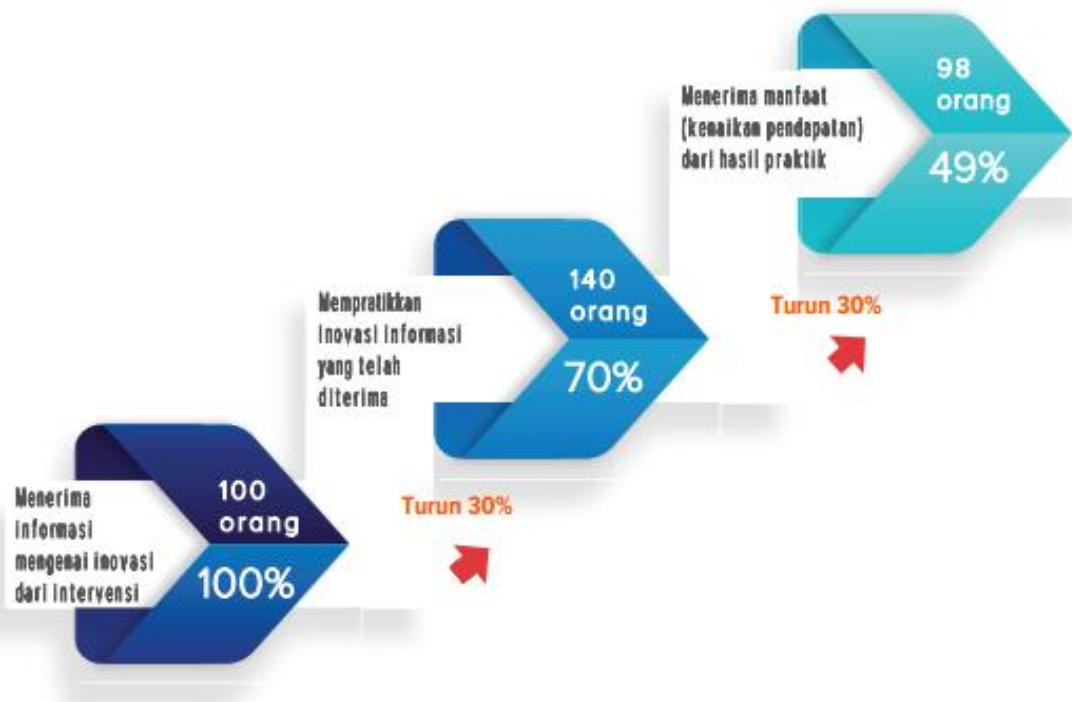 Menerima
informasi
mengenai inovasi
dari intervensi
100
orang
100%
Turun 30%
Mempratikkan
inovasi informasi
yang telah
diterima
140
orang
70%
Turun 30%
Menerima manfaat
(kenaikan pendapatan)
dari hasil praktik
98
orang
49%